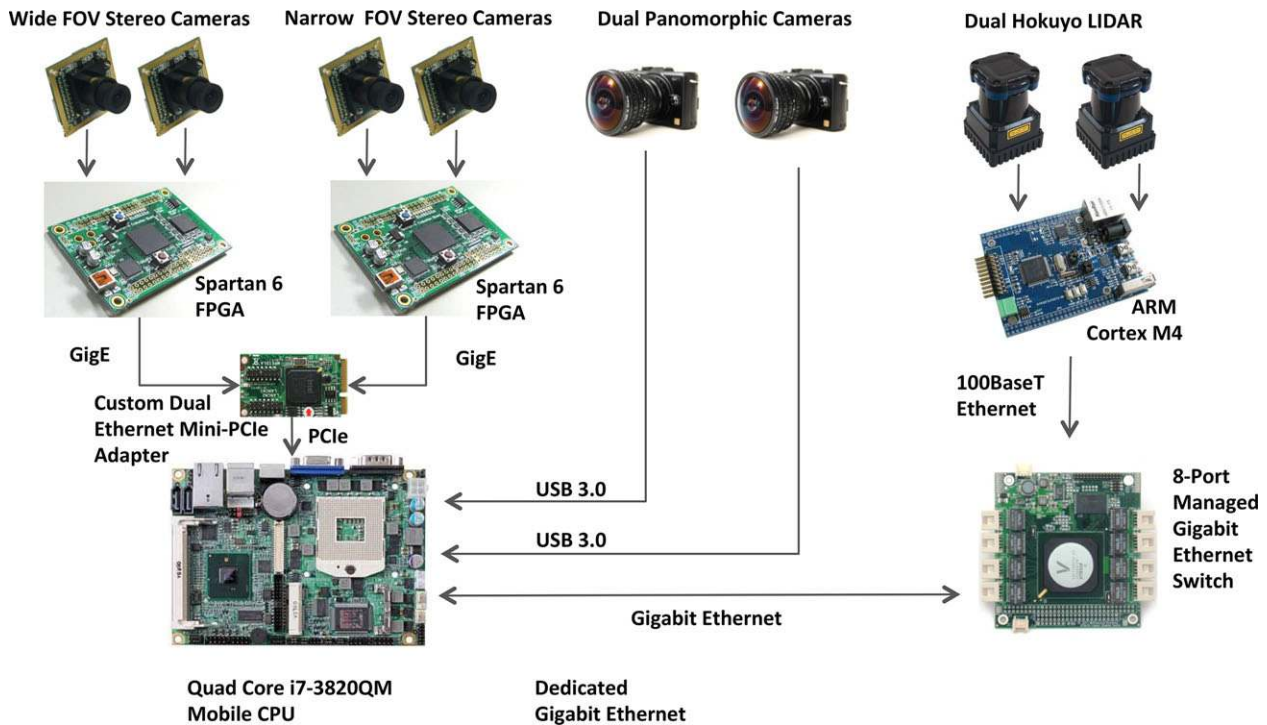 Wide FOV Stereo Cameras
Narrow FOV Stereo Cameras
Dual Panomorphic Cameras
Dual Hokuyo LIDAR
Spartan 6
FPGA
Spartan 6
FPGA
ARM
Cortex M4
GigE
GigE
100BaseT
Ethernet
Custom Dual
Ethernet Mini-PCIe
Adapter
PCIe
USB 3.0
USB 3.0
8-Port
Managed
Gigabit
Ethernet
Switch
Gigabit Ethernet
Quad Core i7-3820QM
Mobile CPU
Dedicated
Gigabit Ethernet